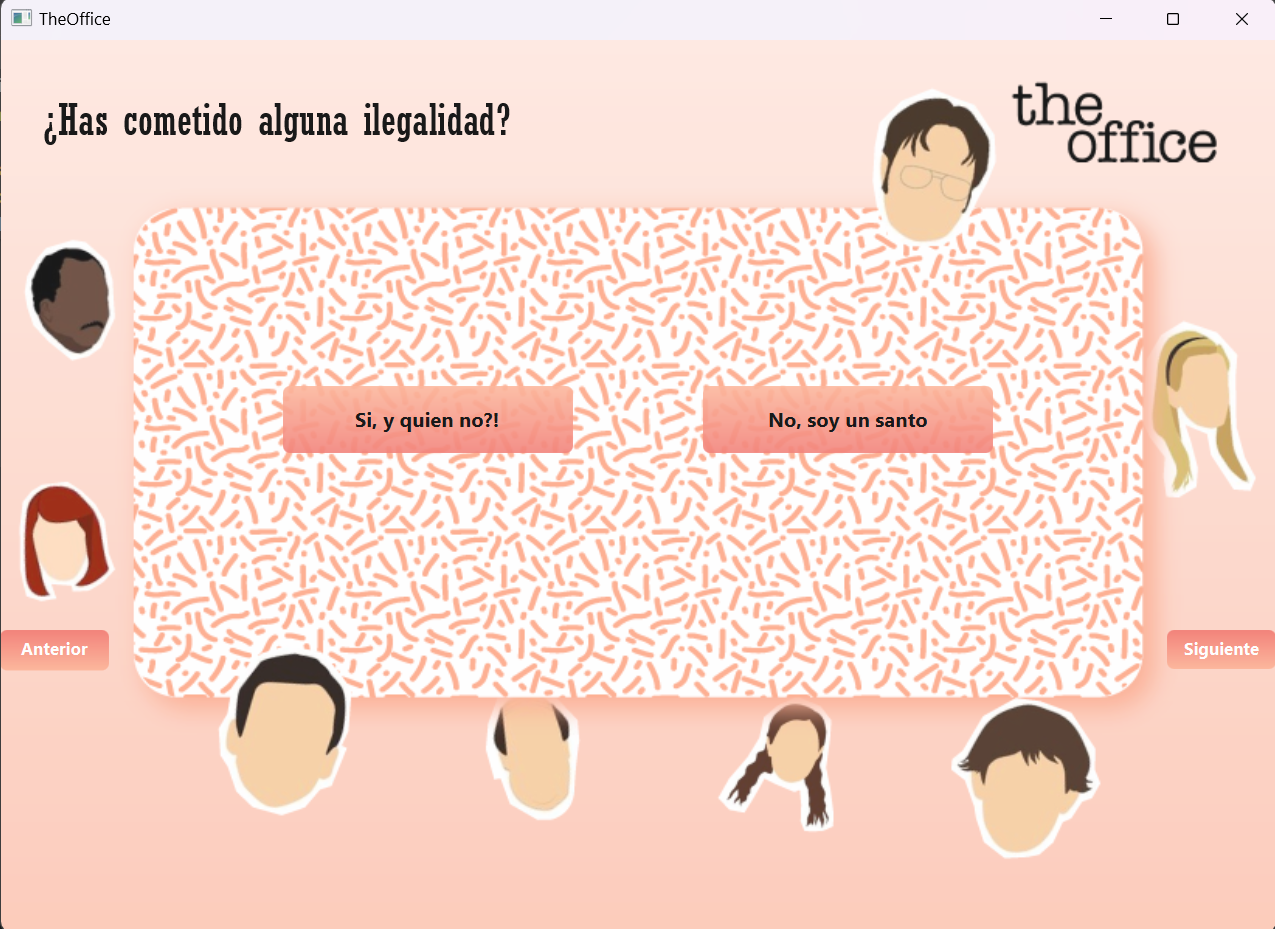 TheOffice
¿Has cometido alguna ilegalidad?
the
office
Si, y quien no?!
No, soy un santo
Anterior
Siguiente